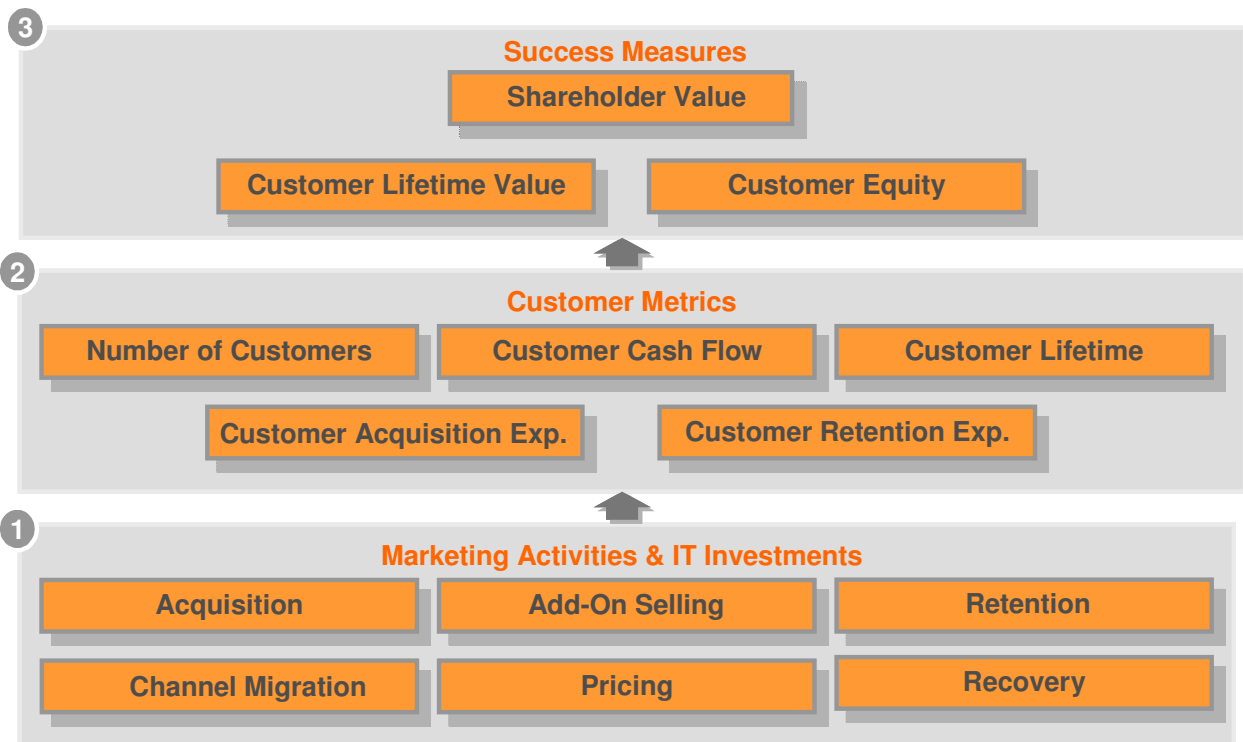 3
Success Measures
Shareholder Value
Customer Lifetime Value
Customer Equity
2
Customer Metrics
Number of Customers
Customer Cash Flow
Customer Lifetime
Customer Acquisition Exp.
Customer Retention Exp.
1
Marketing Activities & IT Investments
Acquisition
Add-On Selling
Retention
Channel Migration
Pricing
Recovery